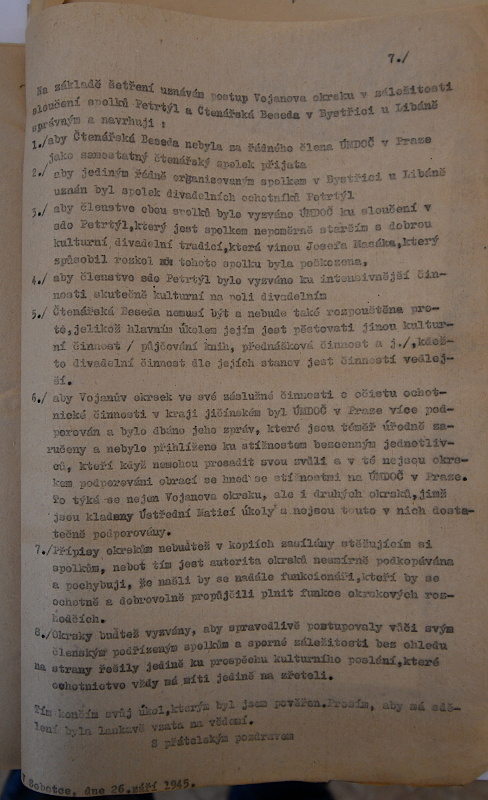 7./
Na základě šetření uznávám postup Vojanova okrsku v záležitosti
sloučení spolků Petrtýl a Čtenářská Beseda v Bystřici u Libáně
správným a navrhuji :
1./aby Čtenářská Beseda nebyla za řádného člena ÚMDOČ v Praze
jako samostatný čtenářský spolek přijata
2./ aby jediným řádně organisovaným spolkem v Bystřici u Libáně
uznán byl spolek divadelních ochotníků Petrtýl
3./ aby členstvo obou spolků bylo vyzváno ÚMDOČ ku sloučení v
sdo Petrtýl,který jest spolkem nepoměrně starším s dobrou
kulturní divadelní tradicí,která vinou Josefa Masáka,který
způsobil rozkol tohoto spolku byla poškozena,
4./ aby členstvo sdo Petrtýl bylo vyzváno ku intensivnější čin-
nosti skutečně kulturní na poli divadelním
5./ Čtenářská Beseda nemusí být a nebude také rozpuštěna pro-
to,jelikož hlavním úkolem jejím jest pěstovati jinou kultur-
ní činnost / půjčování knih, přednášková činnost a j./,kdež-
to divadelní činnost dle jejích stanov jest činností vedlej-
ší.
6./ aby Vojanův okrsek ve své záslužné činnosti o očistu ochot-
nické činnosti v kraji jičínském byl ÚMDOČ v Praze více pod-
porován a bylo dbáno jeho zpráv, které jsou téměř úředně za-
ručeny a nebylo přihlíženo ku stížnostem bezcenným jednotliv-
ců, kteří když nemohou prosadit svou zvůli a v té nejsou okrs-
kem podporováni obrací se hned se stížnostmi na ÚMDOČ v Praze.
To týká se nejen Vojanova okrsku, ale i druhých okrsků,jimž
jsou kladeny Ústřední Maticí úkoly a nejsou touto v nich dosta-
tečně podporovány.
7./Přípisy okrskům nebudtež v kopiích zasílány stěžujícím si
spolkům, neboť tím jest autorita okrsků nesmírně podkopávána
a pochybuji, že našli by se nadále funkcionáři,kteří by se
ochotně a dobrovolně propůjčili plnit funkce okrskových roz-
hodčích.
8./Okrsky buďtež vyzvány, aby spravedlivě postupovaly vůči svým
členským podřízeným spolkům a sporné záležitosti bez ohledu
na strany řešily jedině ku prospěchu kulturního poslání,které
ochotnictvo vždy má míti jedině na zřeteli.
Tím končím svůj úkol,kterým byl jsem pověřen.Prosím, aby má sdě-
lení byla laskavě vzata na vědomí.
S přátelským pozdravem
Sobotce, dne 26.září 1945.